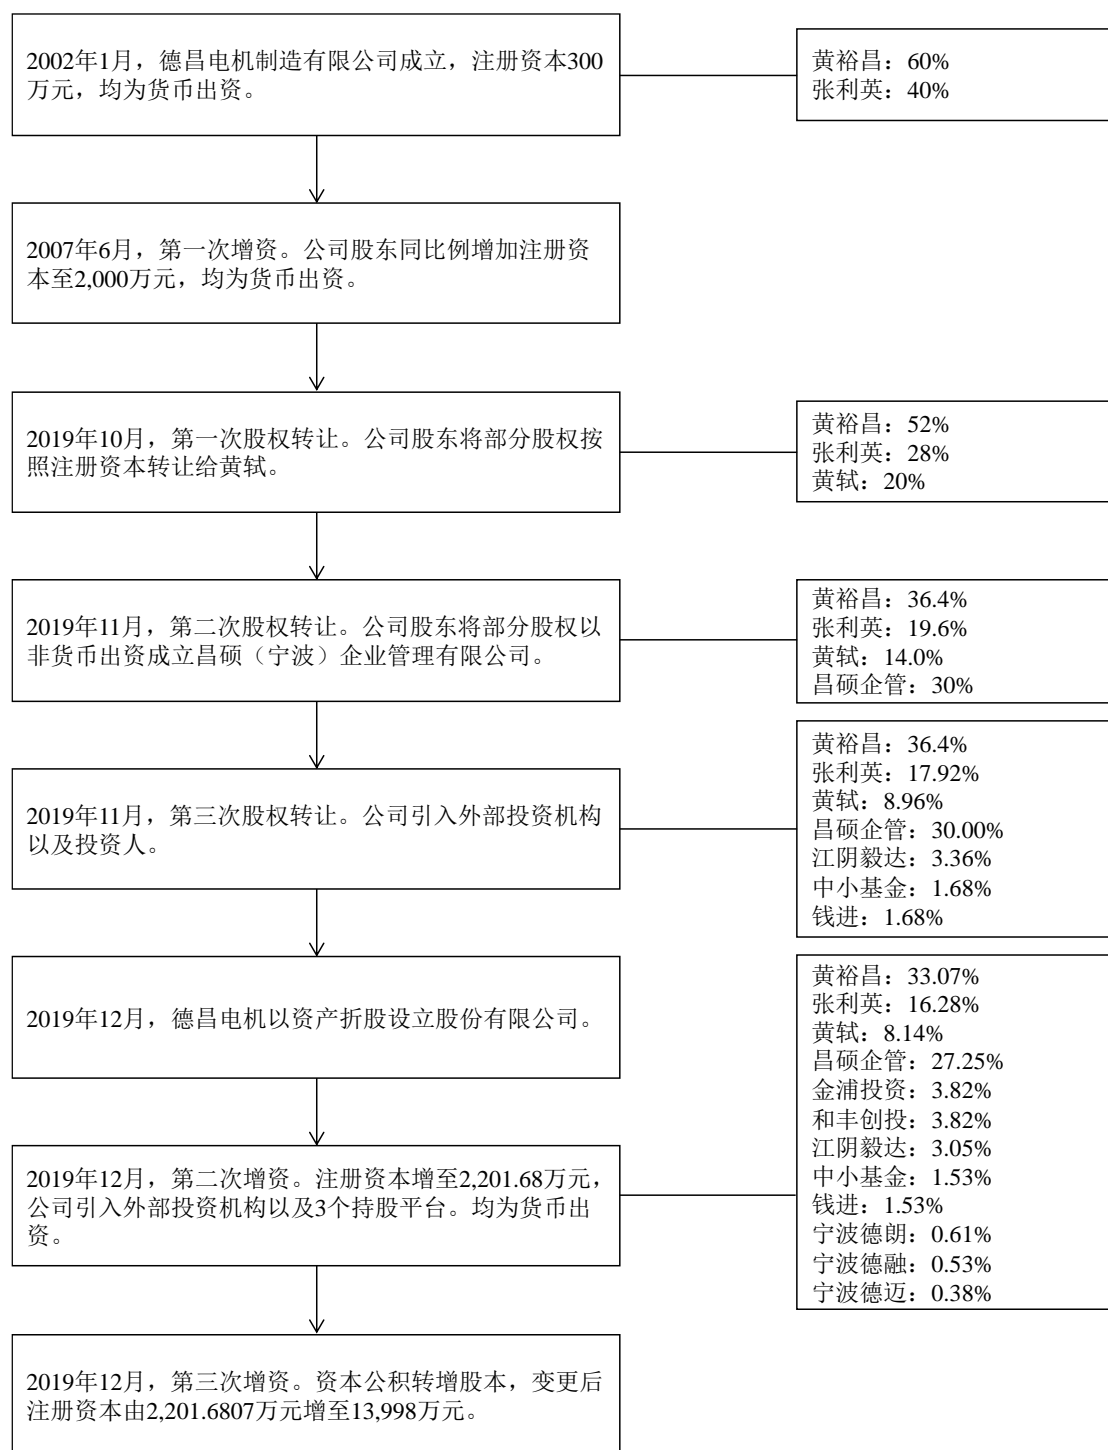 2002年1月，德昌电机制造有限公司成立，注册资本300
万元，均为货币出资。
黄裕昌：60%
张利英：40%
2007年6月，第一次增资。公司股东同比例增加注册资
本至2,000万元，均为货币出资。
2019年10月，第一次股权转让。公司股东将部分股权按
照注册资本转让给黄轼。
黄裕昌：52%
张利英：28%
黄轼：20%
2019年11月，第二次股权转让。公司股东将部分股权以
非货币出资成立昌硕（宁波）企业管理有限公司。
黄裕昌：36.4%
张利英：19.6%
黄轼：14.0%
昌硕企管：30%
2019年11月，第三次股权转让。公司引入外部投资机构
以及投资人。
黄裕昌：36.4%
张利英：17.92%
黄轼：8.96%
昌硕企管：30.00%
江阴毅达：3.36%
中小基金：1.68%
钱进：1.68%
2019年12月，德昌电机以资产折股设立股份有限公司。
2019年12月，第二次增资。注册资本增至2,201.68万元，
公司引入外部投资机构以及3个持股平台。均为货币出
资。
黄裕昌：33.07%
张利英：16.28%
黄轼：8.14%
昌硕企管：27.25%
金浦投资：3.82%
和丰创投：3.82%
江阴毅达：3.05%
中小基金：1.53%
钱进：1.53%
宁波德朗：0.61%
宁波德融：0.53%
宁波德迈：0.38%
2019年12月，第三次增资。资本公积转增股本，变更后
注册资本由2,201.6807万元增至13,998万元。